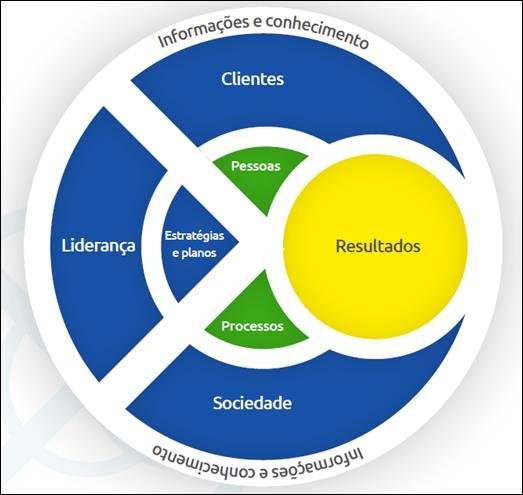 Informações e conhecimento
Clientes
Pessoas
Liderança
Estratégias
e planos
Resultados
Processos
Sociedade
Informações e conhecimento